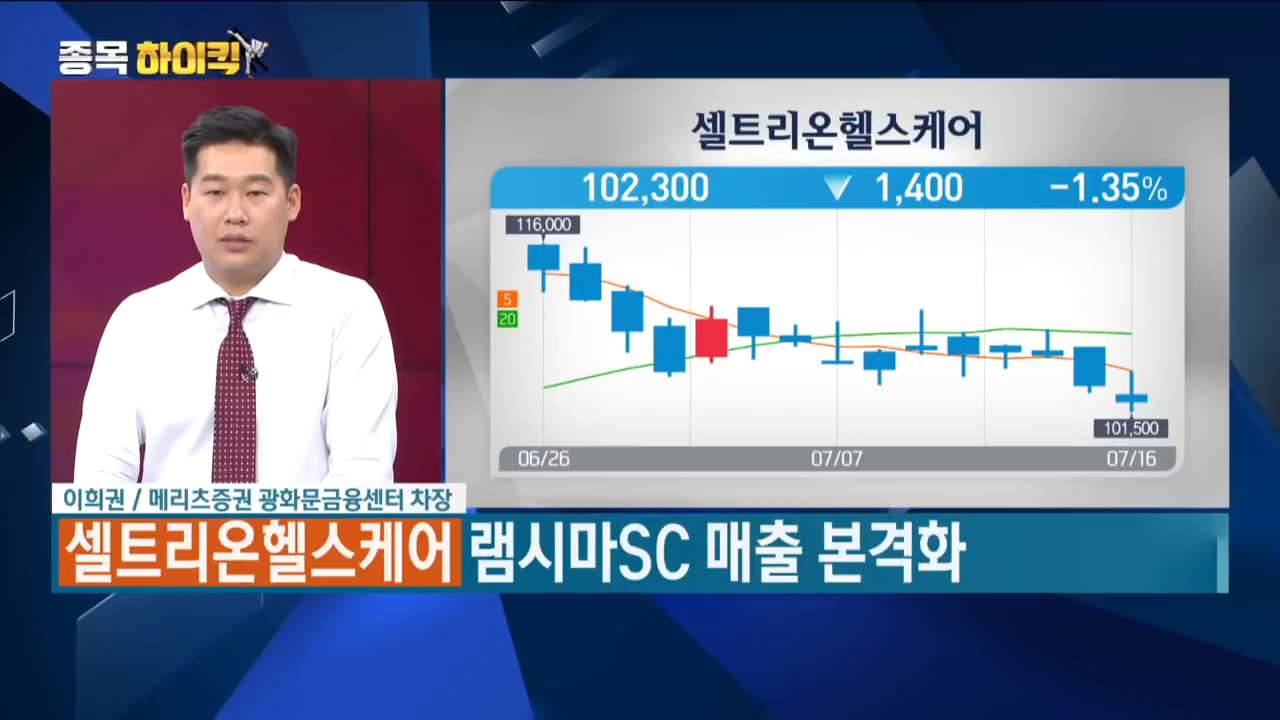 종목 하이킥
셀트리온헬스케어
102,300 ▼ 1,400 -1.35%
116,000
5
20
101,500
06/26 07/07 07/16
이희권 / 메리츠증권 광화문금융센터 차장
셀트리온헬스케어 램시마SC 매출 본격화